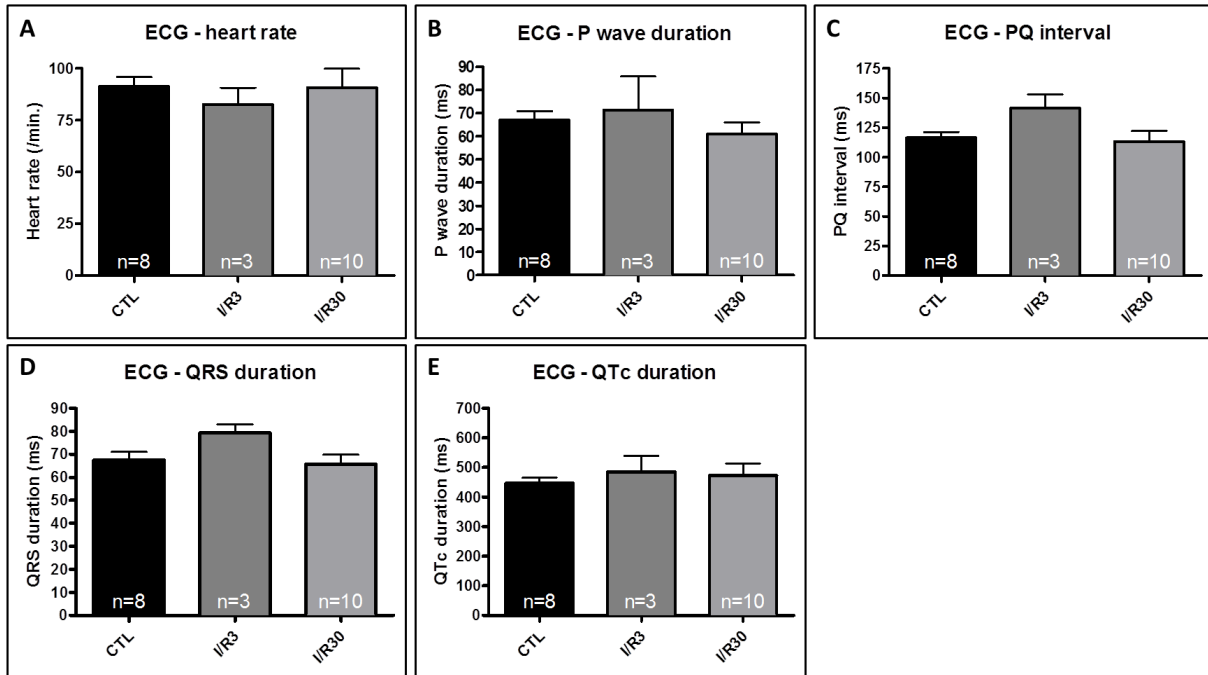 A
ECG - heart rate
Heart rate (/min.)
100
75
50
25
0
n=8
n=3
n=10
CTL
I/R3
I/R30
B
ECG - P wave duration
P wave duration (ms)
90
80
70
60
50
40
30
20
10
0
n=8
n=3
n=10
CTL
I/R3
I/R30
C
ECG - PQ interval
PQ interval (ms)
175
150
125
100
75
50
25
0
n=8
n=3
n=10
CTL
I/R3
I/R30
D
ECG - QRS duration
QRS duration (ms)
90
80
70
60
50
40
30
20
10
0
n=8
n=3
n=10
CTL
I/R3
I/R30
E
ECG - QTc duration
QTc duration (ms)
700
600
500
400
300
200
100
0
n=8
n=3
n=10
CTL
I/R3
I/R30